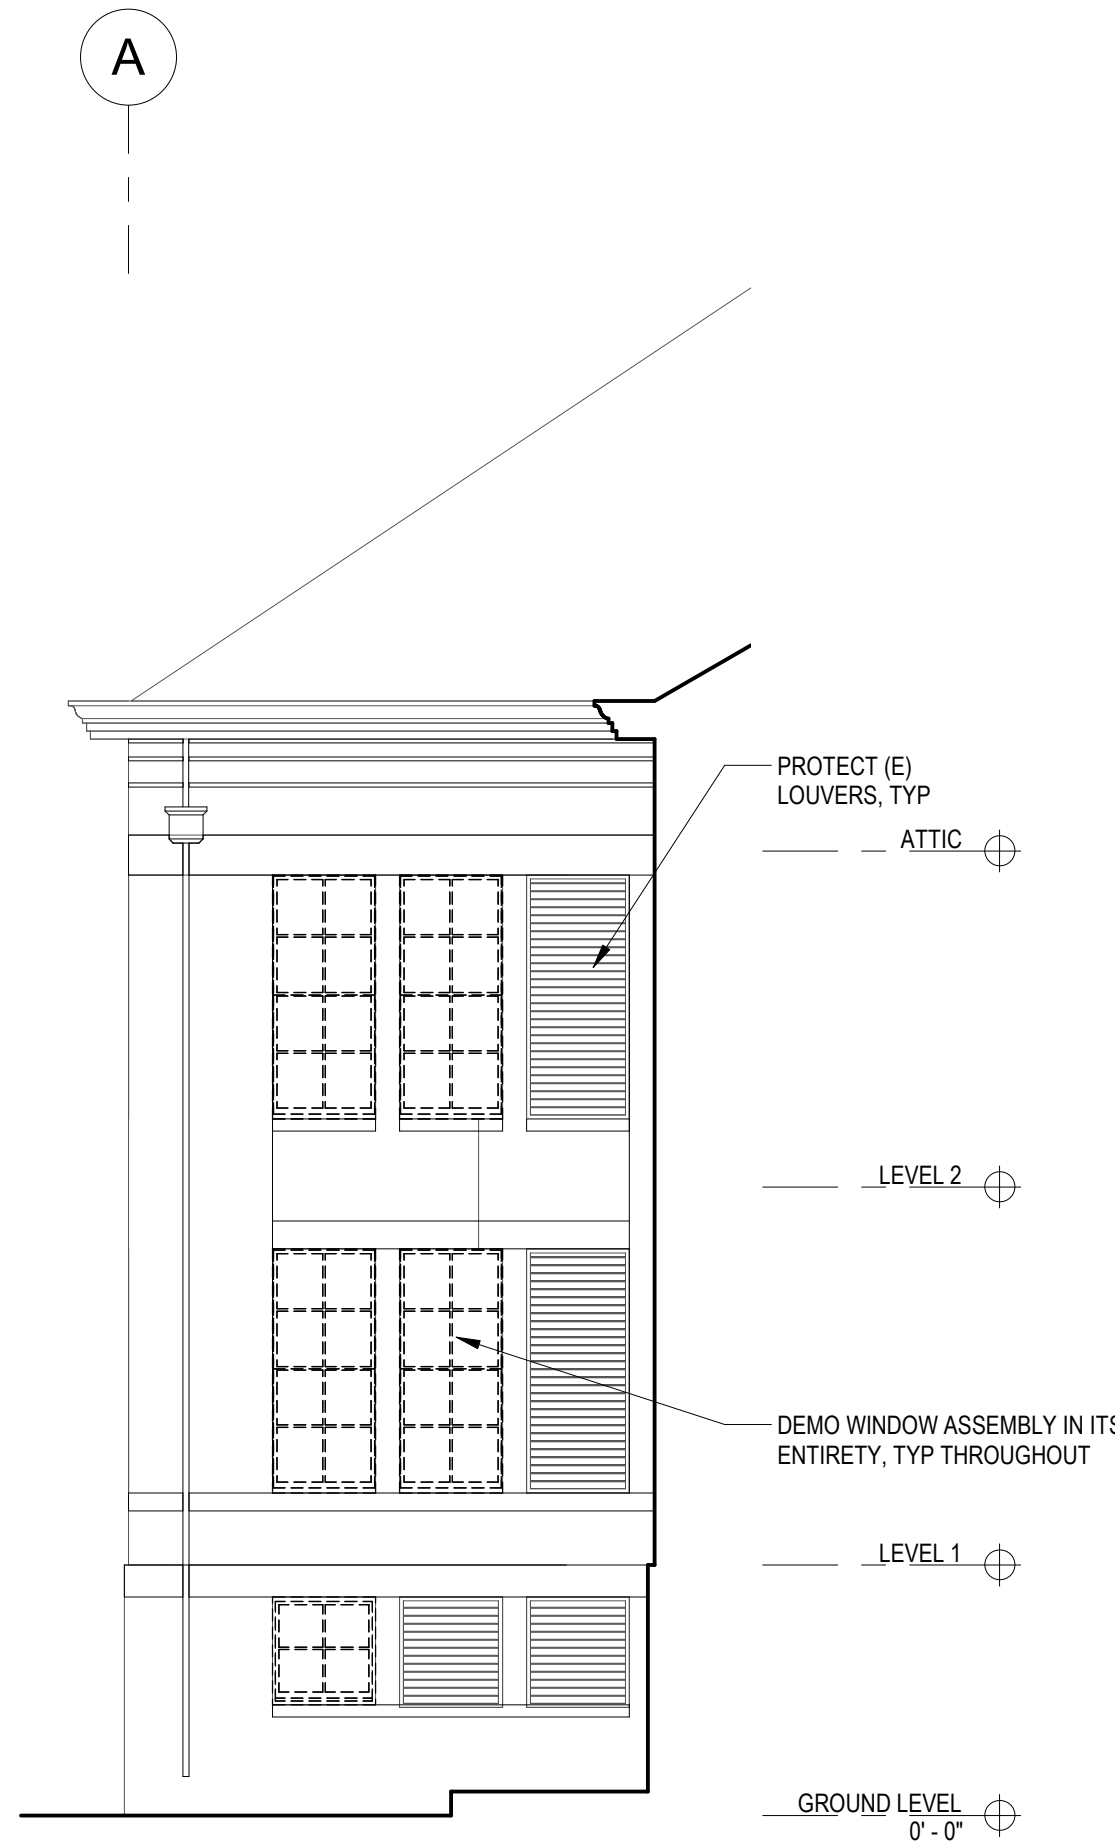 A
PROTECT (E)
LOUVERS, TYP
ATTIC
LEVEL 2
DEMO WINDOW ASSEMBLY IN ITS
ENTIRETY, TYP THROUGHOUT
LEVEL 1
GROUND LEVEL
0' - 0"